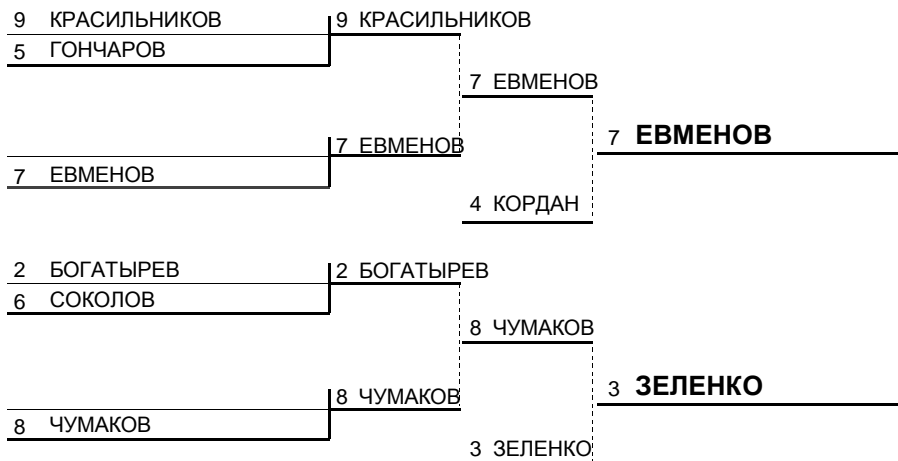 9 КРАСИЛЬНИКОВ 9 КРАСИЛЬНИКОВ
5 ГОНЧАРОВ
7 ЕВМЕНОВ
7 ЕВМЕНОВ
7 ЕВМЕНОВ
7 ЕВМЕНОВ
4 КОРДАН
2 БОГАТЫРЕВ 2 БОГАТЫРЕВ
6 СОКОЛОВ
8 ЧУМАКОВ
3 ЗЕЛЕНКО
8 ЧУМАКОВ
8 ЧУМАКОВ
3 ЗЕЛЕНКО